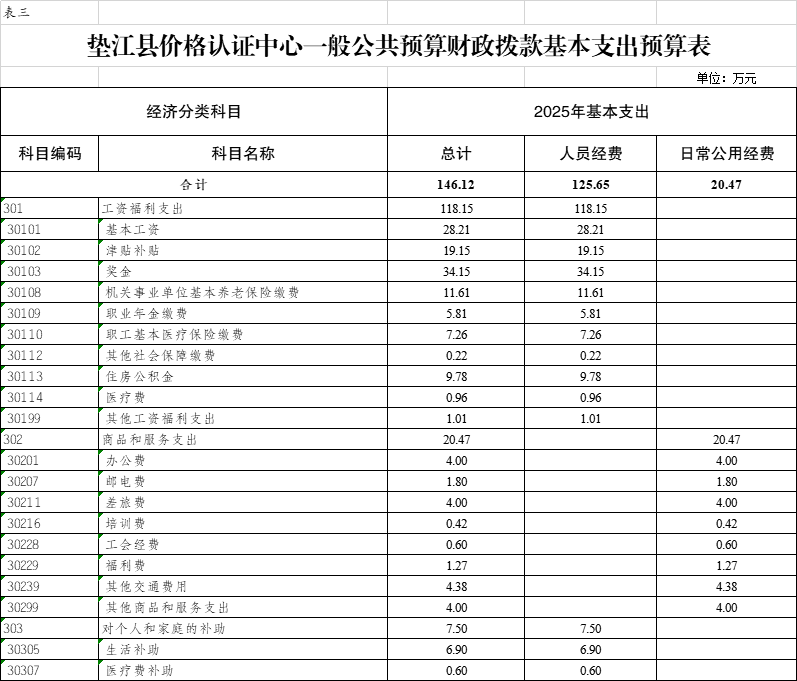 表三
垫江县价格认证中心一般公共预算财政拨款基本支出预算表
单位：万元
经济分类科目 2025年基本支出
科目编码 科目名称 总计 人员经费 日常公用经费
合计 146.12 125.65 20.47
301 工资福利支出 118.15 118.15
30101 基本工资 28.21 28.21
30102 津贴补贴 19.15 19.15
30103 奖金 34.15 34.15
30108 机关事业单位基本养老保险缴费 11.61 11.61
30109 职业年金缴费 5.81 5.81
30110 职工基本医疗保险缴费 7.26 7.26
30112 其他社会保障缴费 0.22 0.22
30113 住房公积金 9.78 9.78
30114 医疗费 0.96 0.96
30199 其他工资福利支出 1.01 1.01
302 商品和服务支出 20.47 20.47
30201 办公费 4.00 4.00
30207 邮电费 1.80 1.80
30211 差旅费 4.00 4.00
30216 培训费 0.42 0.42
30228 工会经费 0.60 0.60
30229 福利费 1.27 1.27
30239 其他交通费用 4.38 4.38
30299 其他商品和服务支出 4.00 4.00
303 对个人和家庭的补助 7.50 7.50
30305 生活补助 6.90 6.90
30307 医疗费补助 0.60 0.60